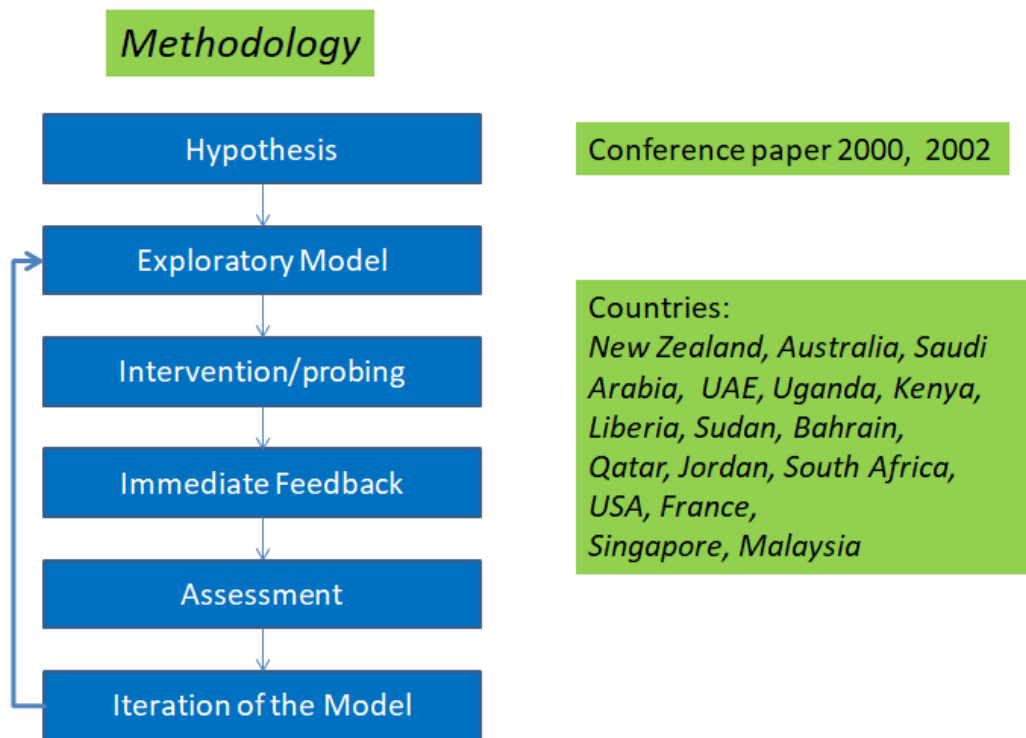 Methodology
Hypothesis
Exploratory Model
Intervention/probing
Immediate Feedback
Assessment
Iteration of the Model
Conference paper 2000, 2002
Countries:
New Zealand, Australia, Saudi
Arabia, UAE, Uganda, Kenya,
Liberia, Sudan, Bahrain,
Qatar, Jordan, South Africa,
USA, France,
Singapore, Malaysia